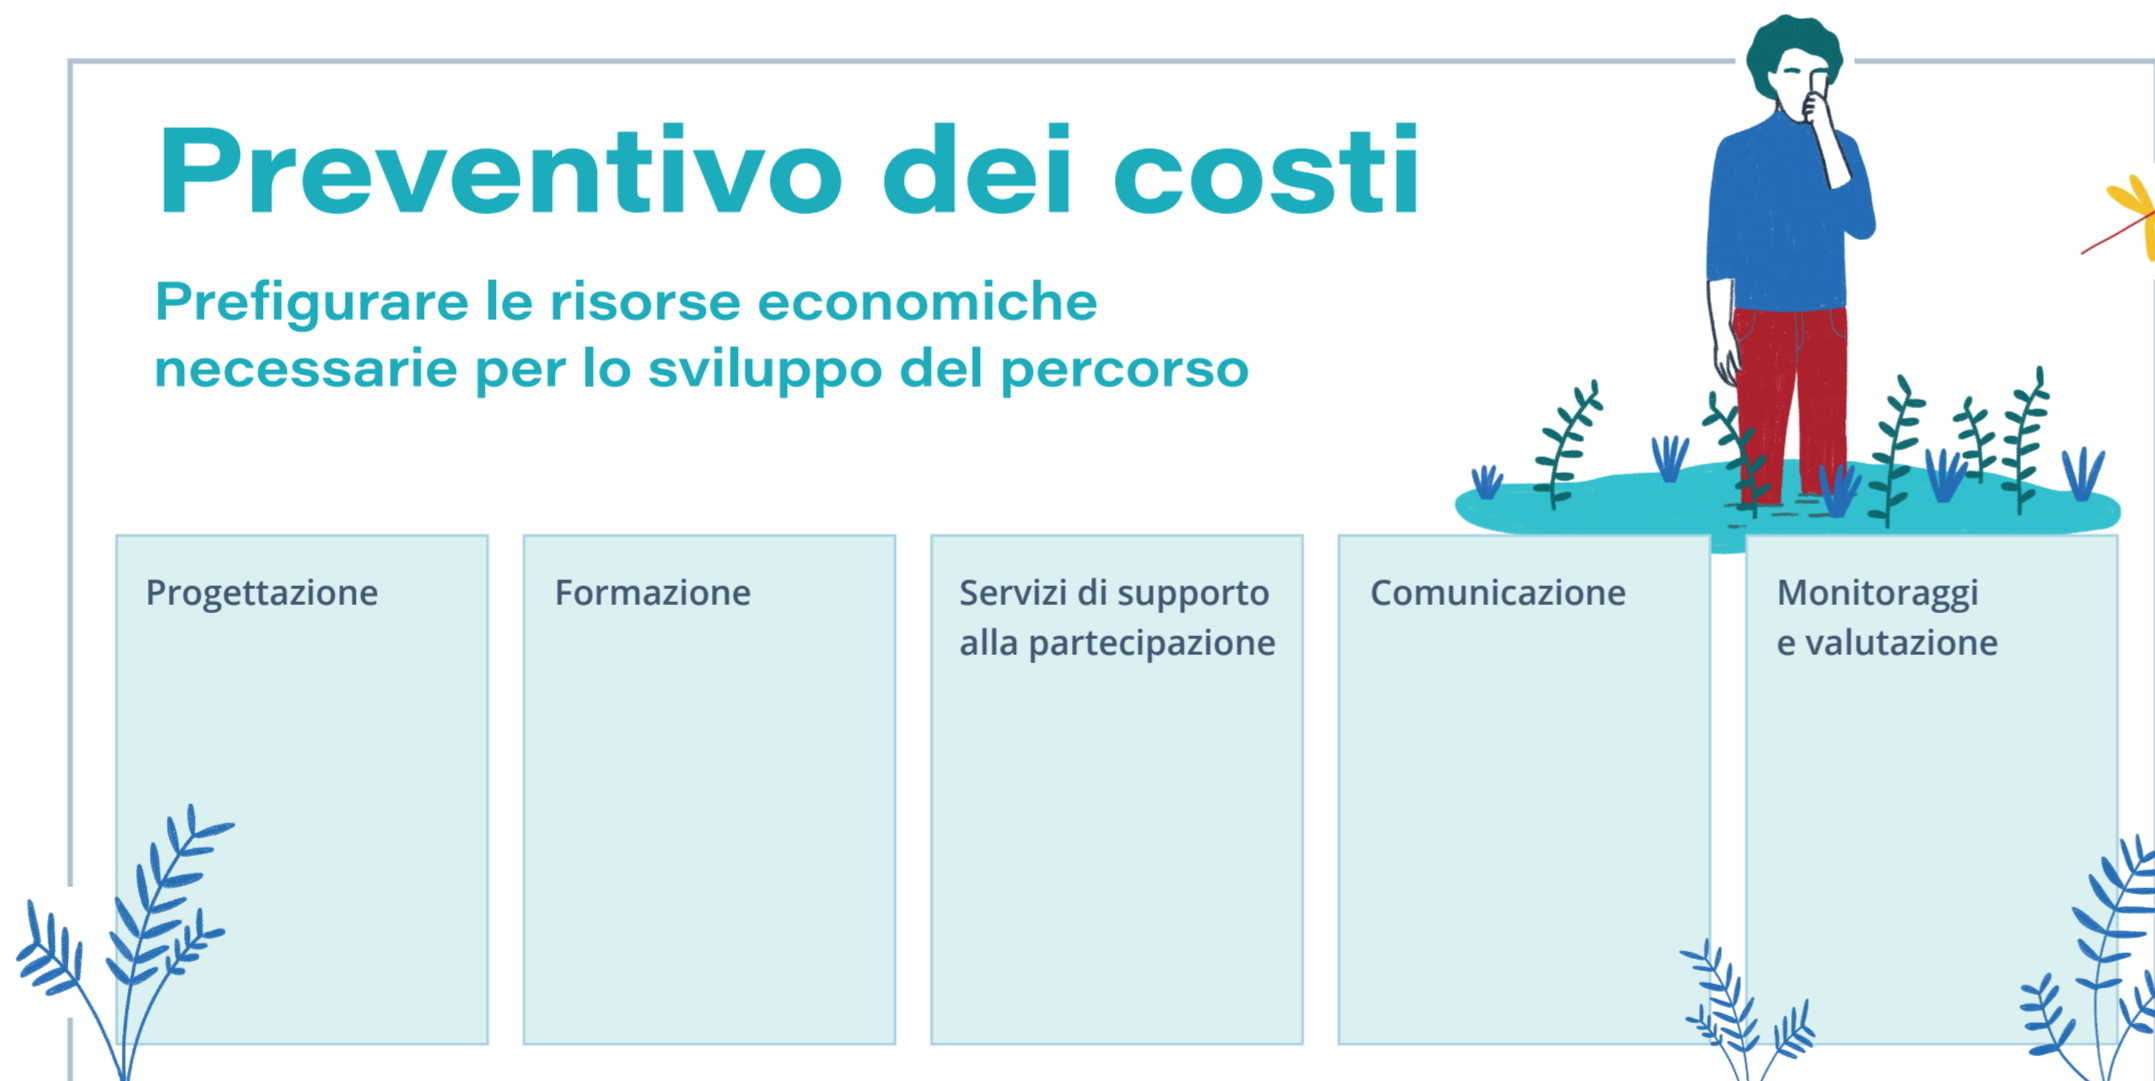 Preventivo dei costi
Prefigurare le risorse economiche
necessarie per lo sviluppo del percorso
Progettazione
Formazione
Servizi di supporto
alla partecipazione
Comunicazione
Monitoraggi
e valutazione